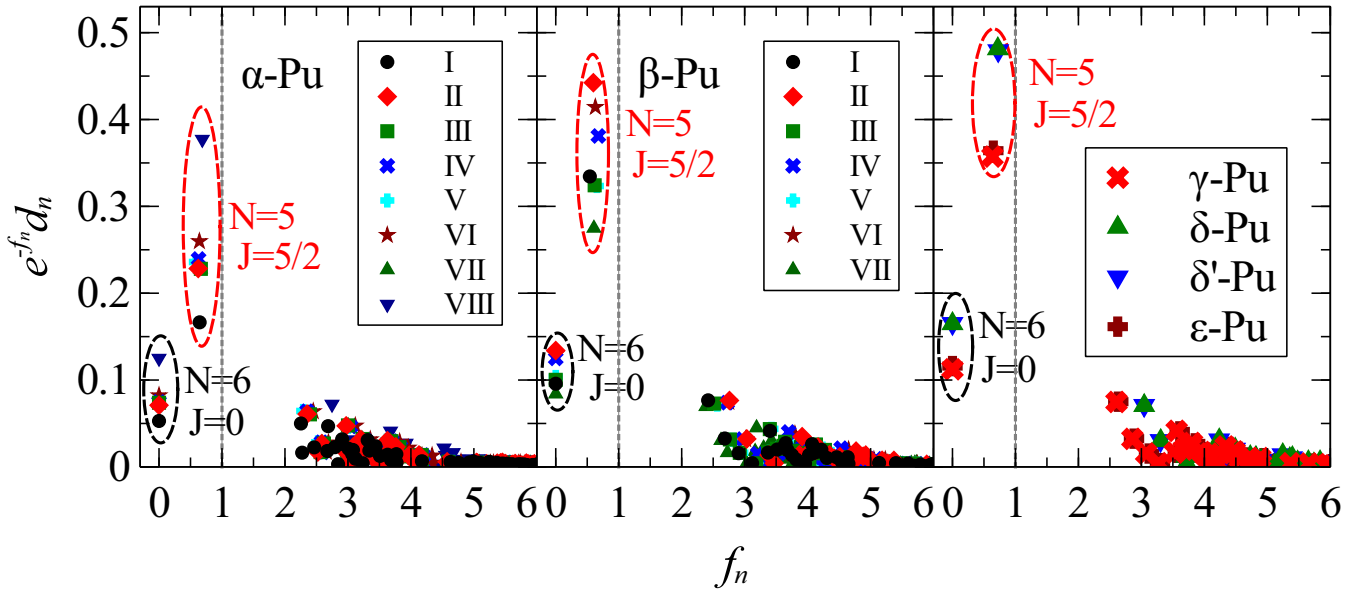 e^{-f_n} d_n
0.5
0.4
0.3
0.2
0.1
0
α-Pu
I
II
III
IV
V
VI
VII
VIII
N=5
J=5/2
N=6
J=0
0 1 2 3 4 5 6
β-Pu
I
II
III
IV
V
VI
VII
N=5
J=5/2
N=6
J=0
0 1 2 3 4 5 6
N=5
J=5/2
γ-Pu
δ-Pu
δ'-Pu
ε-Pu
N=6
J=0
0 1 2 3 4 5 6
f_n